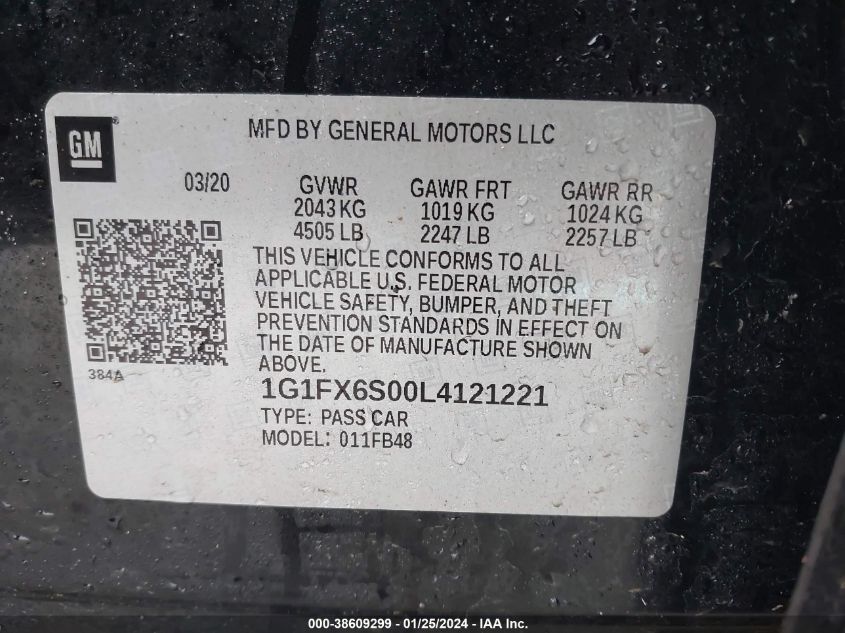 GM
MFD BY GENERAL MOTORS LLC
03/20 GVWR GAWR FRT GAWR RR
2043 KG 1019 KG 1024 KG
4505 LB 2247 LB 2257 LB
THIS VEHICLE CONFORMS TO ALL
APPLICABLE U.S. FEDERAL MOTOR
VEHICLE SAFETY, BUMPER, AND THEFT
PREVENTION STANDARDS IN EFFECT ON
THE DATE OF MANUFACTURE SHOWN
ABOVE.
384A
1G1FX6S00L4121221
TYPE: PASS CAR
MODEL: 011FB48
000-38609299 - 01/25/2024 - IAA Inc.